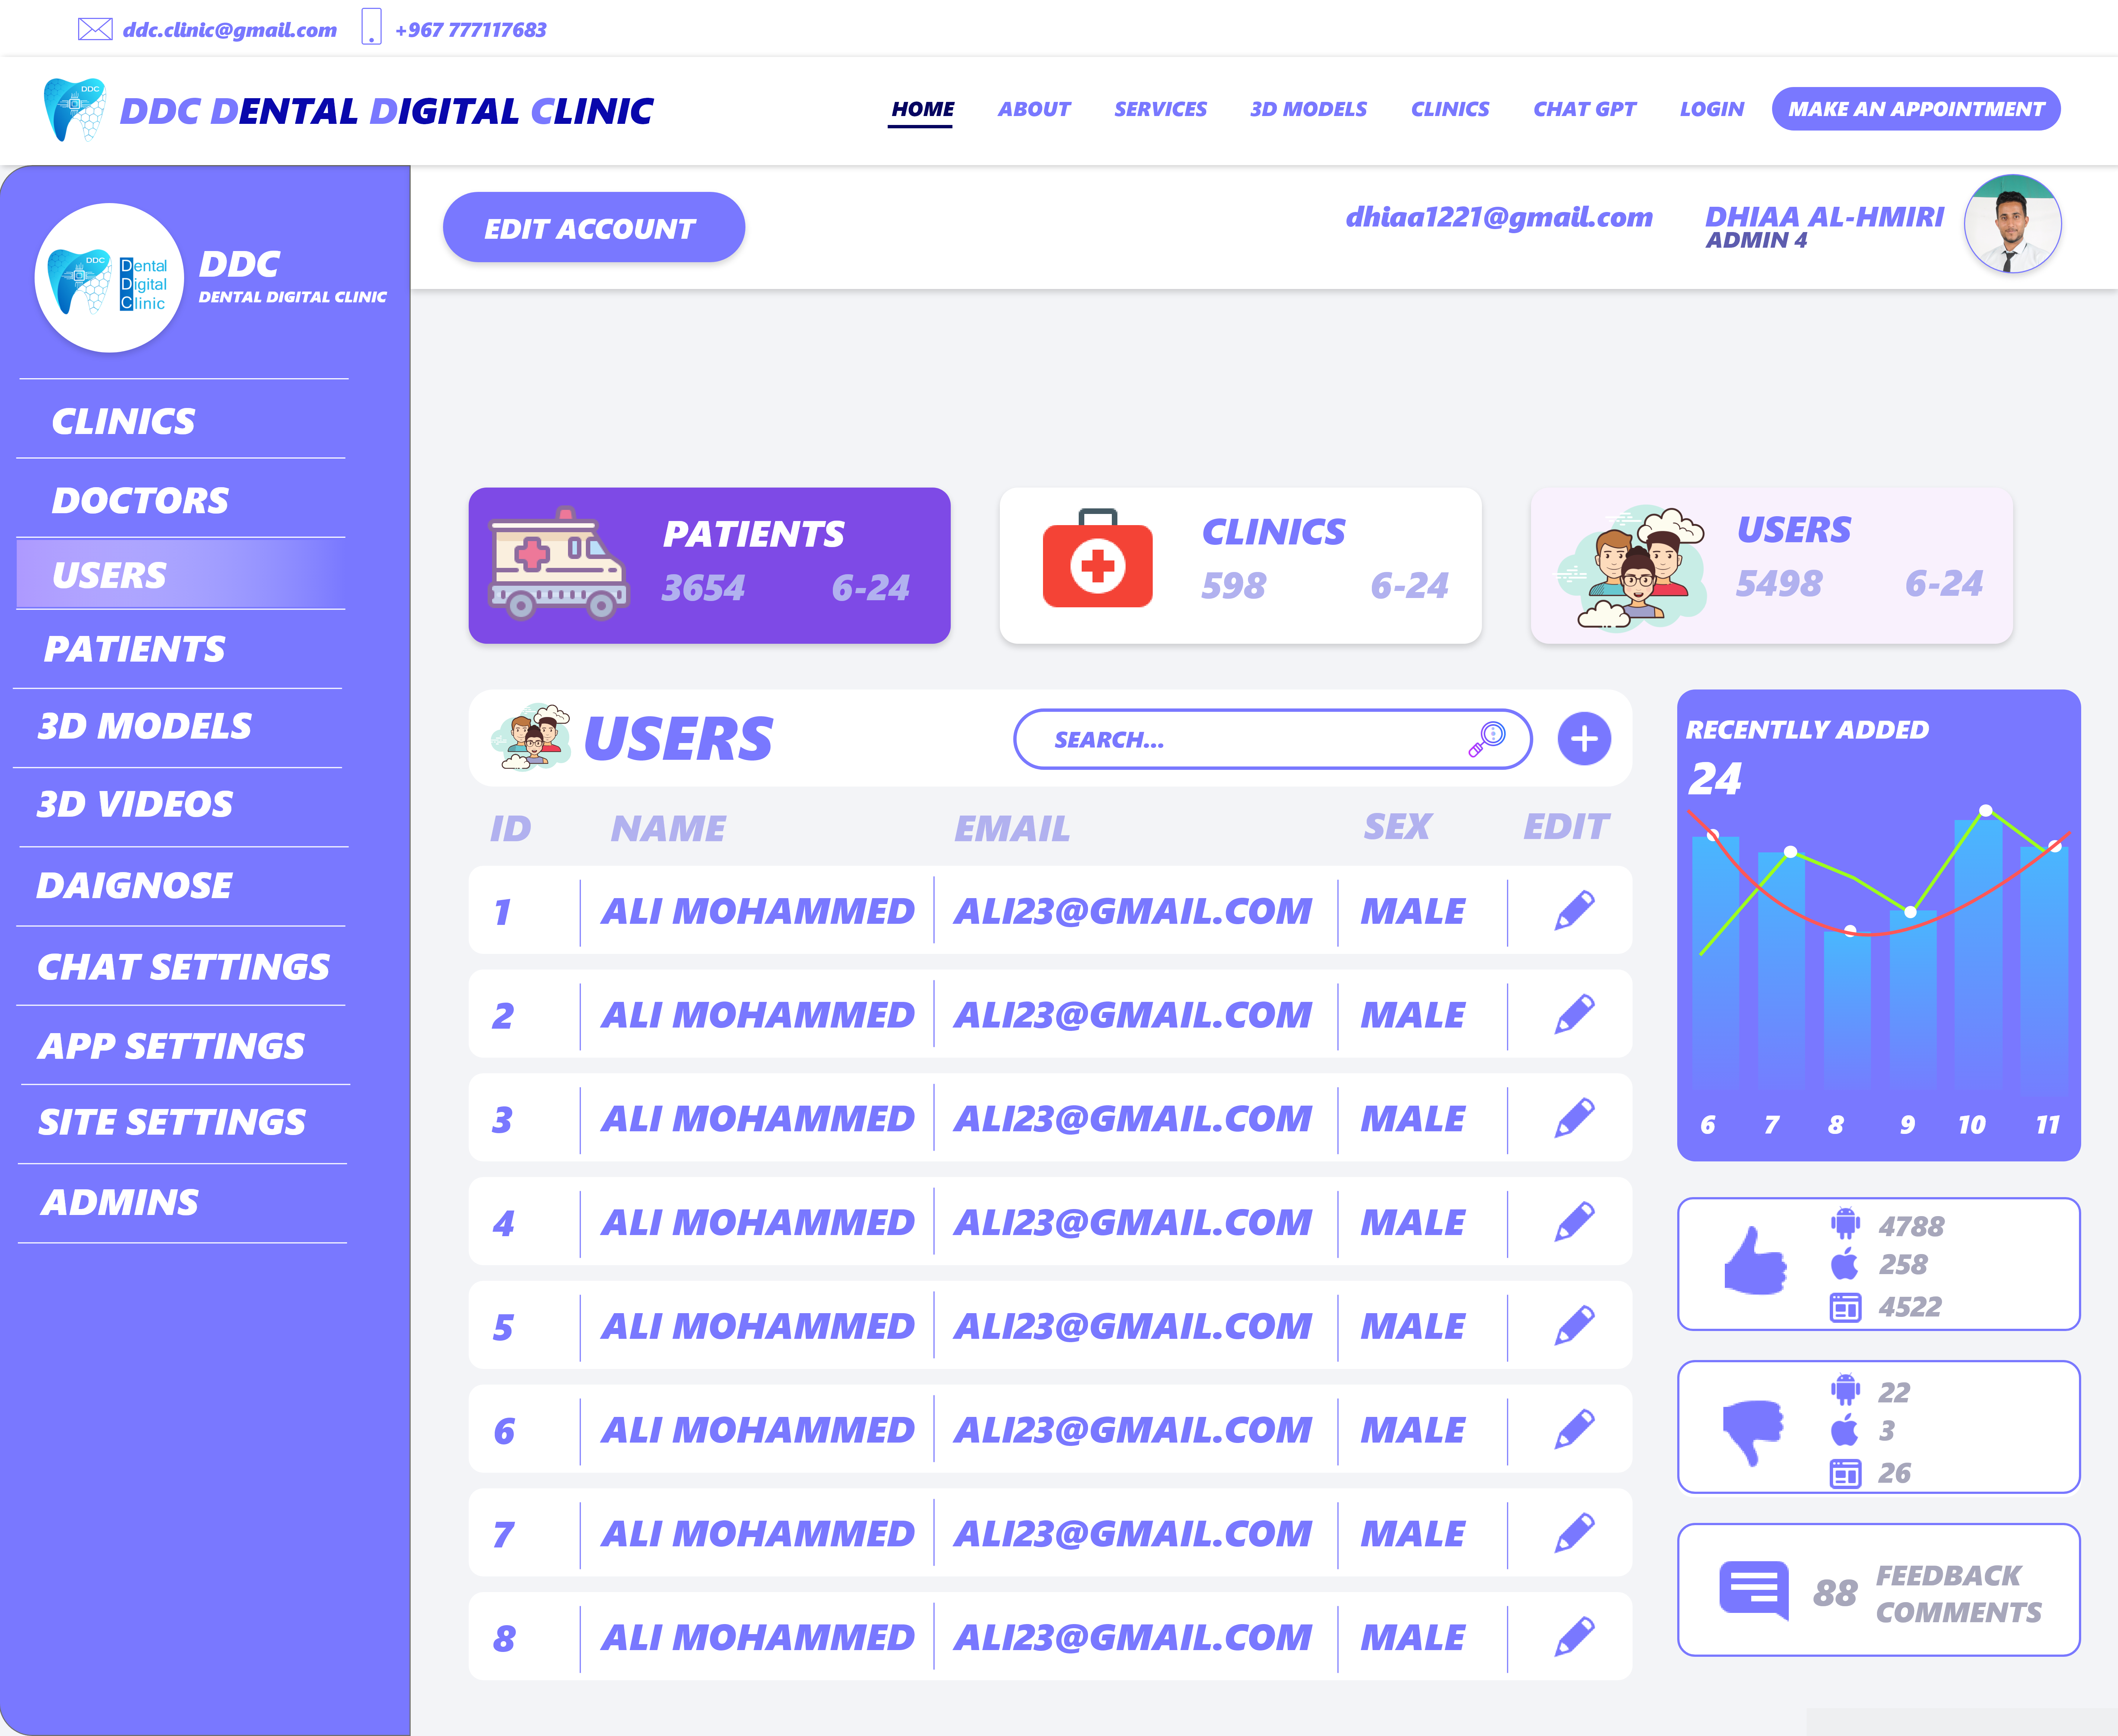 ddc.clinic@gmail.com +967 777117683
DDC
DDC DENTAL DIGITAL CLINIC
HOME ABOUT SERVICES 3D MODELS CLINICS CHAT GPT LOGIN MAKE AN APPOINTMENT
DDC
Dental
Digital
Clinic
DDC
DENTAL DIGITAL CLINIC
CLINICS
DOCTORS
USERS
PATIENTS
3D MODELS
3D VIDEOS
DAIGNOSE
CHAT SETTINGS
APP SETTINGS
SITE SETTINGS
ADMINS
EDIT ACCOUNT
dhiaa1221@gmail.com
DHIAA AL-HMIRI
ADMIN 4
PATIENTS
3654 6-24
CLINICS
598 6-24
USERS
5498 6-24
USERS
SEARCH...
ID NAME EMAIL SEX EDIT
1 ALI MOHAMMED ALI23@GMAIL.COM MALE
2 ALI MOHAMMED ALI23@GMAIL.COM MALE
3 ALI MOHAMMED ALI23@GMAIL.COM MALE
4 ALI MOHAMMED ALI23@GMAIL.COM MALE
5 ALI MOHAMMED ALI23@GMAIL.COM MALE
6 ALI MOHAMMED ALI23@GMAIL.COM MALE
7 ALI MOHAMMED ALI23@GMAIL.COM MALE
8 ALI MOHAMMED ALI23@GMAIL.COM MALE
RECENTLLY ADDED
24
6 7 8 9 10 11
4788
258
4522
22
3
26
88
FEEDBACK
COMMENTS